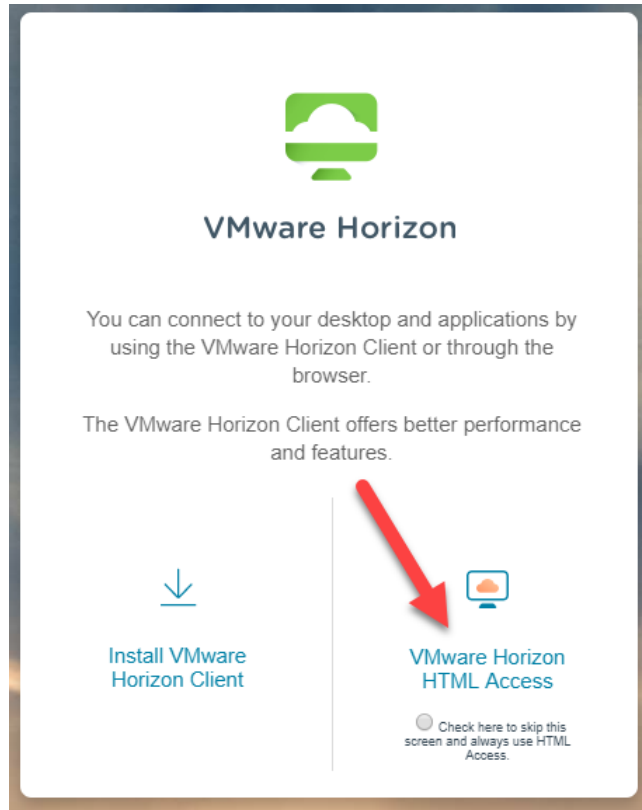 VMware Horizon
You can connect to your desktop and applications by
using the VMware Horizon Client or through the
browser.
The VMware Horizon Client offers better performance
and features.
Install VMware
Horizon Client
VMware Horizon
HTML Access
Check here to skip this
screen and always use HTML
Access.